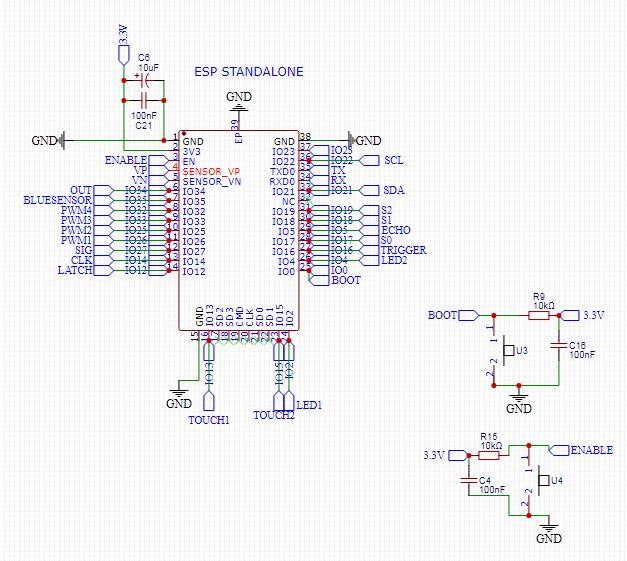 3.3V
C6
10uF
100nF
C21
ESP STANDALONE
GND
39
EP
GND
1 GND
2 3V3
ENABLE 3 EN
VP 4 SENSOR_VP
VN 5 SENSOR_VN
OUT IO34 6 IO34
BLUESENSOR IO35 7 IO35
PWM4 IO32 8 IO32
PWM3 IO33 9 IO33
PWM2 IO25 10 IO25
PWM1 IO26 11 IO26
SIG IO27 12 IO27
CLK IO14 13 IO14
LATCH IO12 14 IO12
GND 38 GND
IO23 37 IO23
IO22 36 IO22 SCL
TXD0 35 TX
RXD0 34 RX
IO21 33 IO21 SDA
NC 32
IO19 31 IO19 S2
IO18 30 IO18 S1
IO5 29 IO5 ECHO
IO17 28 IO17 S0
IO16 27 IO16 TRIGGER
IO4 26 IO4 LED2
IO0 25 IO0
BOOT
GND IO13 SD2 SD3 CMD CLK SD0 SD1 IO15 IO2
15 16 17 18 19 20 21 22 23 24
IO13 IO15 IO2
GND
TOUCH1
TOUCH2
LED1
BOOT
R9
10kΩ
3.3V
1
2
U3
C16
100nF
GND
3.3V
R15
10kΩ
ENABLE
1
2
U4
C4
100nF
GND